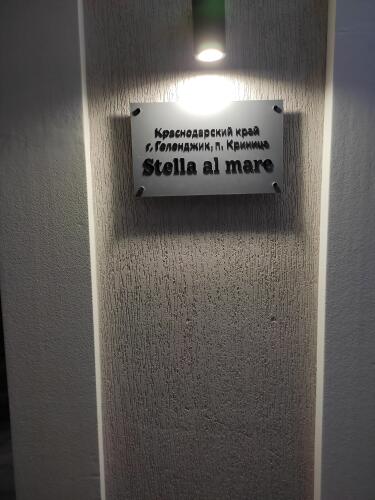 Краснодарский край
г. Геленджик, п. Криница
Stella al mare